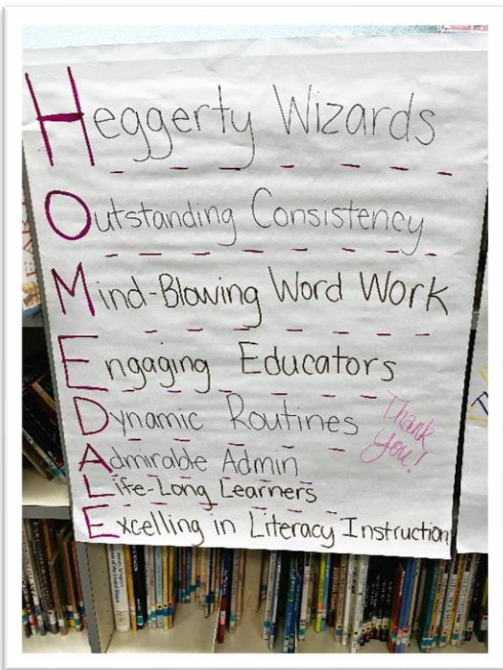 Heggerty Wizards
Outstanding Consistency
Mind-Blowing Word Work
Engaging Educators
Dynamic Routines
Thank
You!
Admirable Admin
Life-Long Learners
Excelling in Literacy Instruction